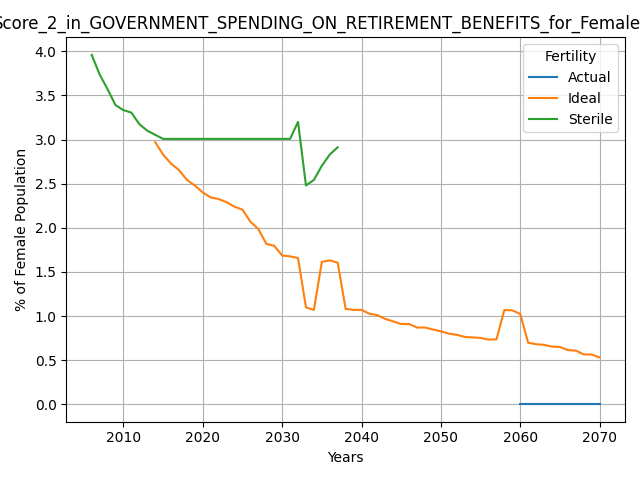 Score_2_in_GOVERNMENT_SPENDING_ON_RETIREMENT_BENEFITS_for_Female
Fertility
Actual
Ideal
Sterile
% of Female Population
4.0
3.5
3.0
2.5
2.0
1.5
1.0
0.5
0.0
2010 2020 2030 2040 2050 2060 2070
Years